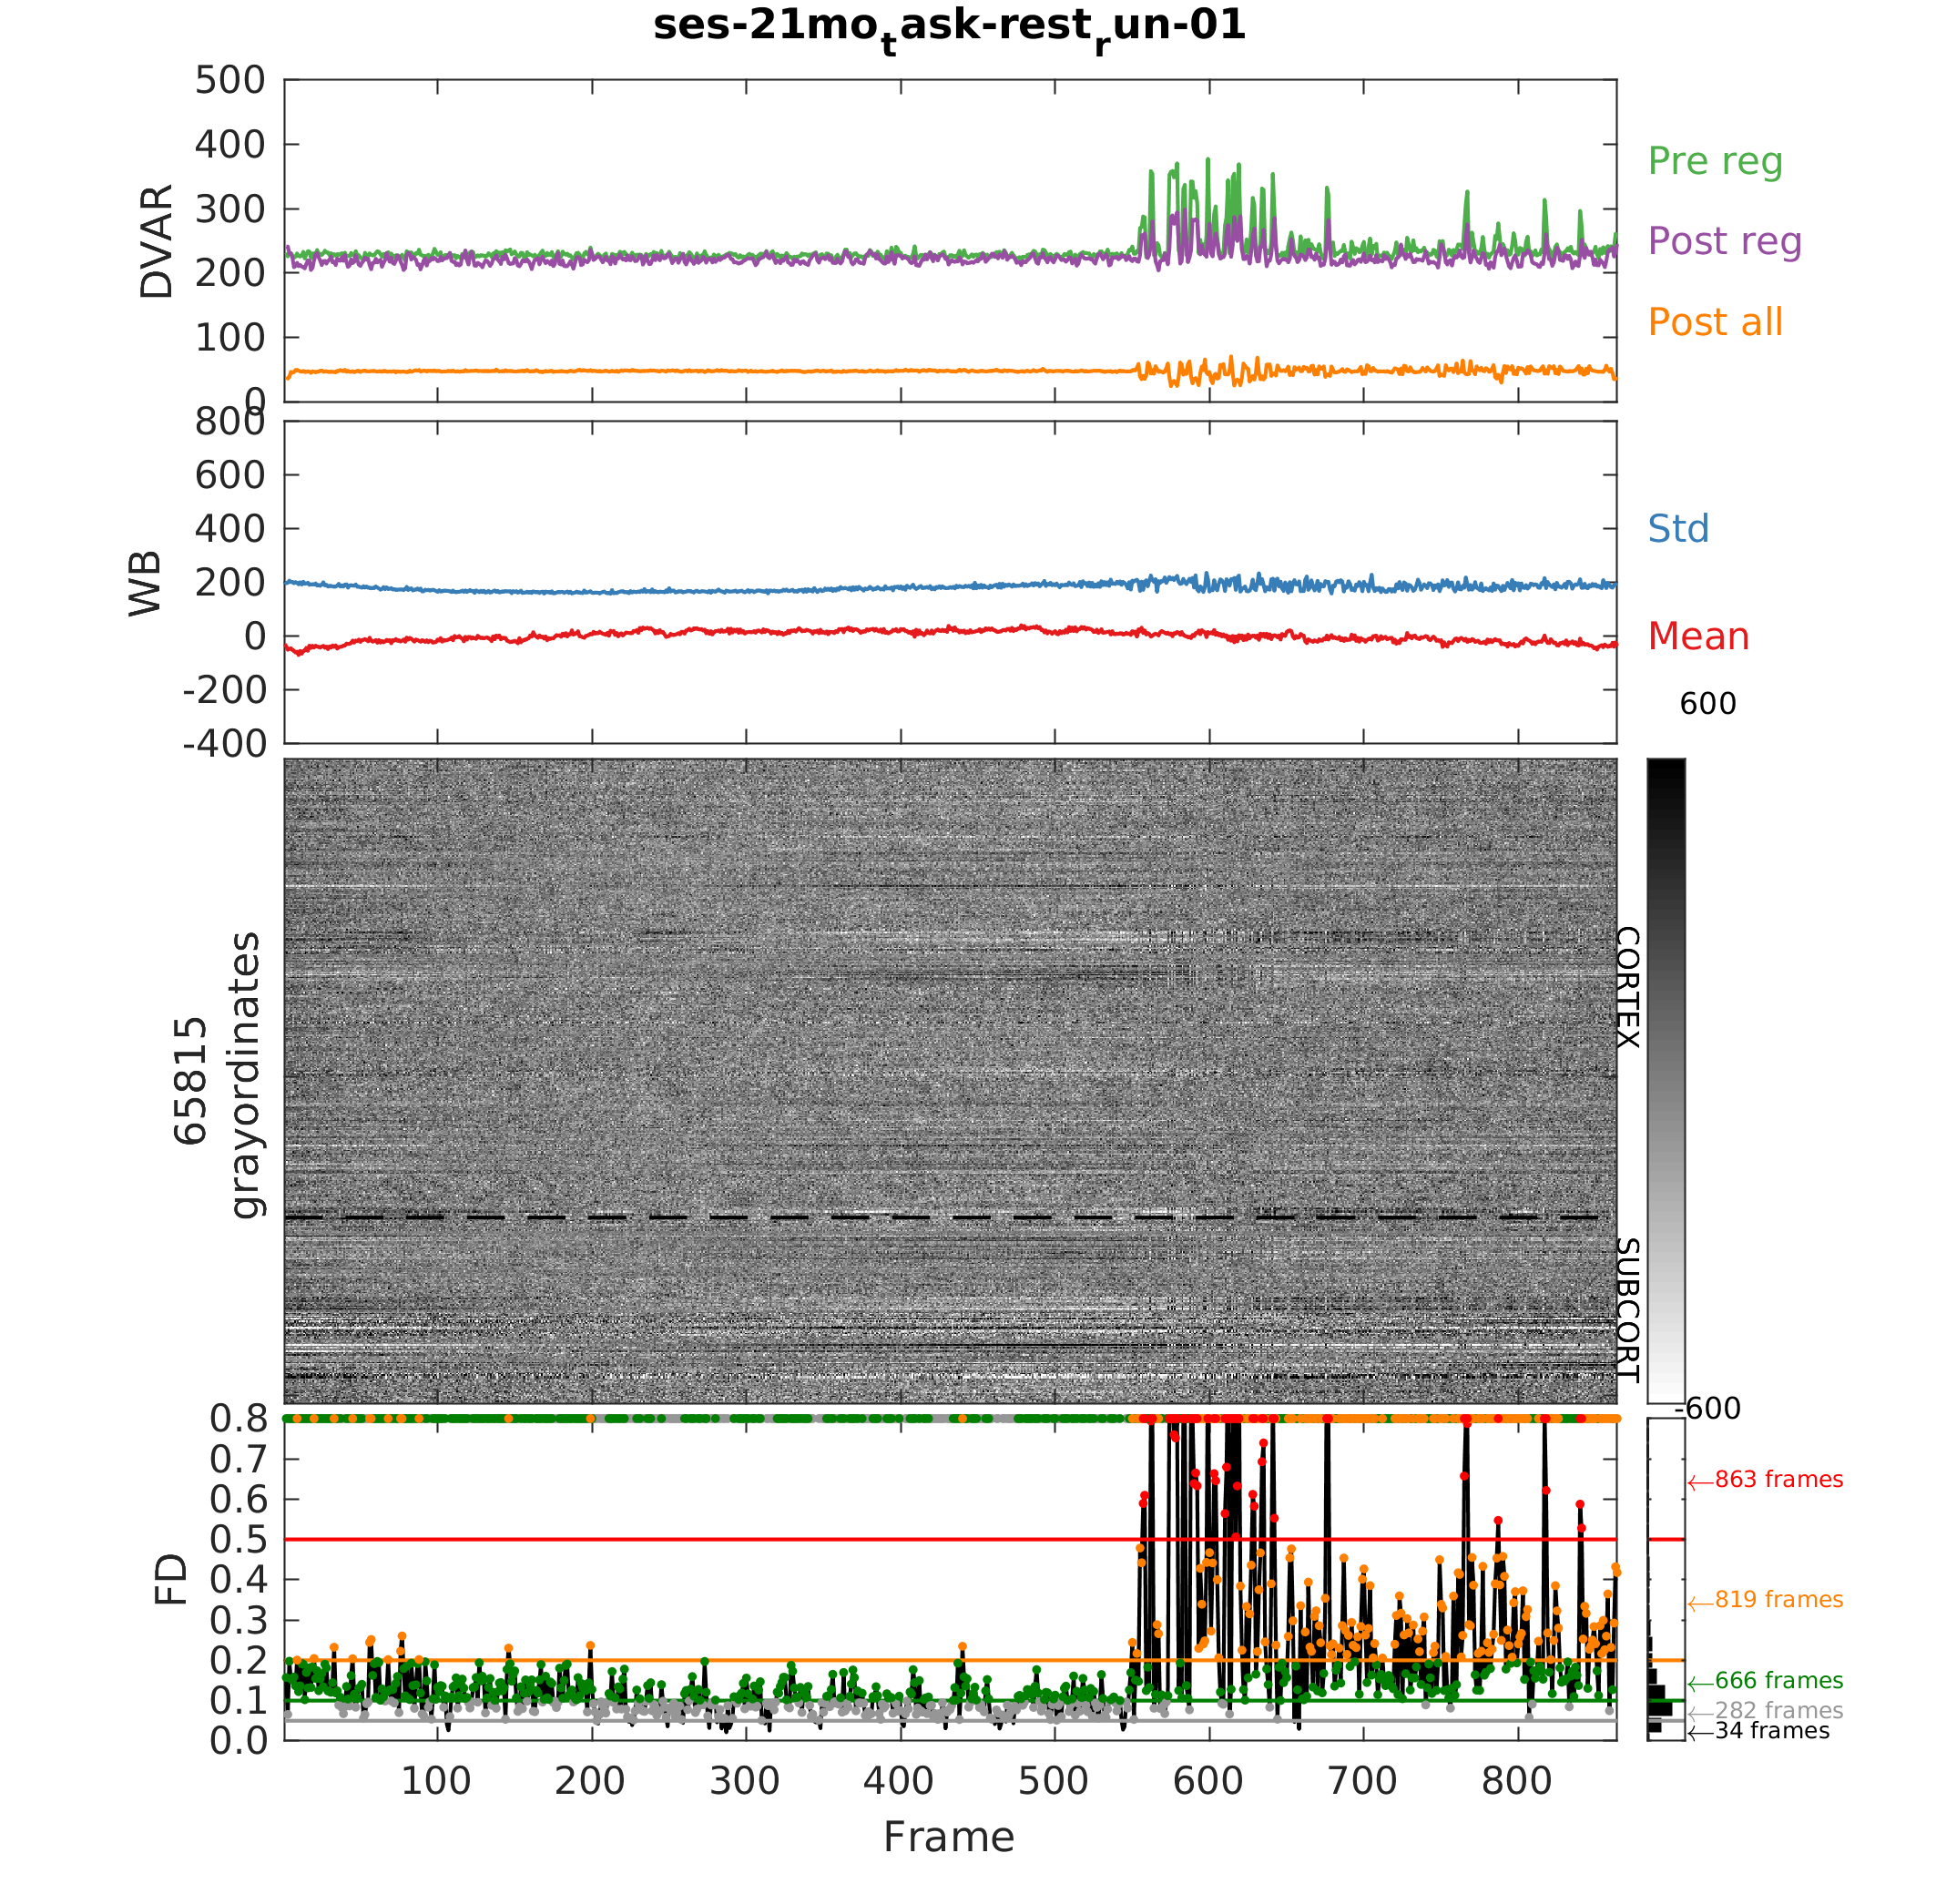 ses-21mo_task-rest_run-01
500
400
300
200
100
0
DVAR
Pre reg
Post reg
Post all
800
600
400
200
0
-200
-400
WB
Std
Mean
600
65815
grayordinates
CORTEX
SUBCORT
-600
0.8
0.7
0.6
0.5
0.4
0.3
0.2
0.1
0.0
FD
←863 frames
←819 frames
←666 frames
←282 frames
←34 frames
100 200 300 400 500 600 700 800
Frame